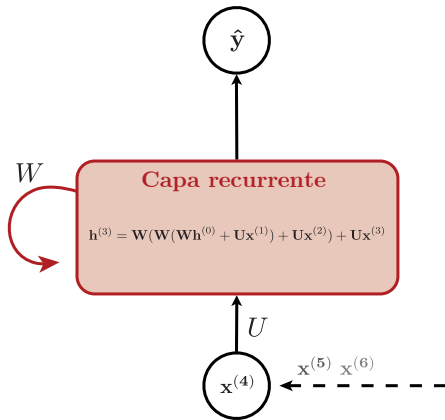 ŷ
W
Capa recurrente
h^(3) = W(W(Wh^(0) + Ux^(1)) + Ux^(2)) + Ux^(3)
U
x^(5) x^(6)
x^(4)